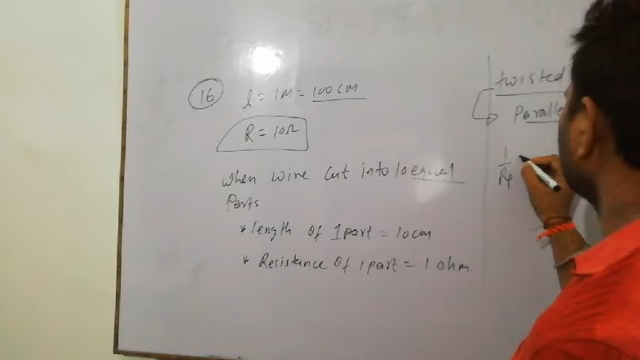 16
l = 1M = 100cm
R = 10Ω
When wire cut into 10 equal
Parts
* length of 1 part = 10cm
* Resistance of 1 part = 1 ohm
twisted
Paralle
1/Rp